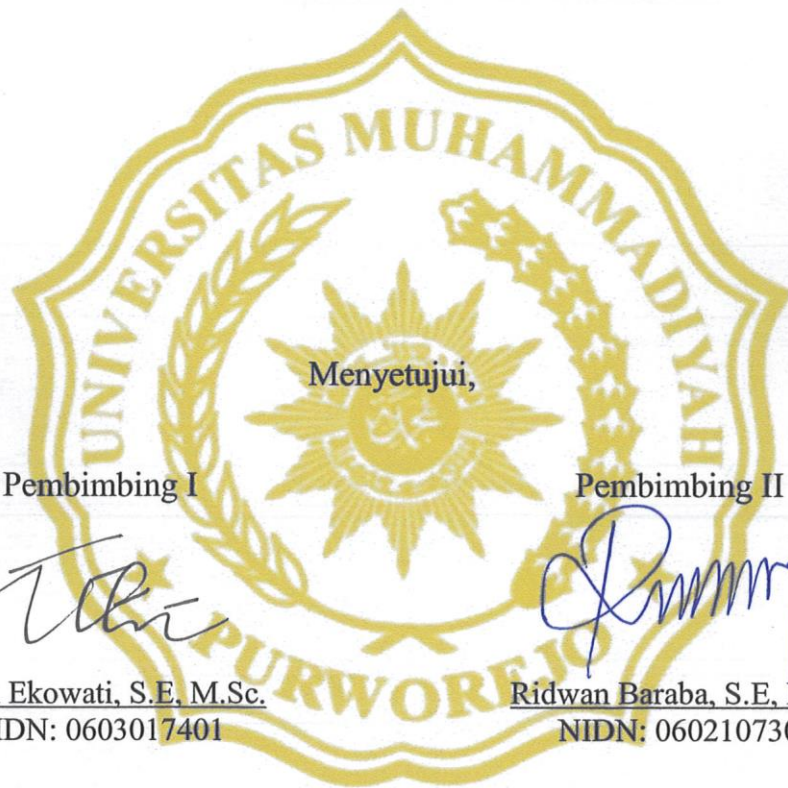 UNIVERSITAS MUHAMMADIYAH
Menyetujui,
Pembimbing I
Pembimbing II
Ekowati, S.E, M.Sc.
Ridwan Baraba, S.E,
IDN: 0603017401
NIDN: 060210730
PURWOREJO